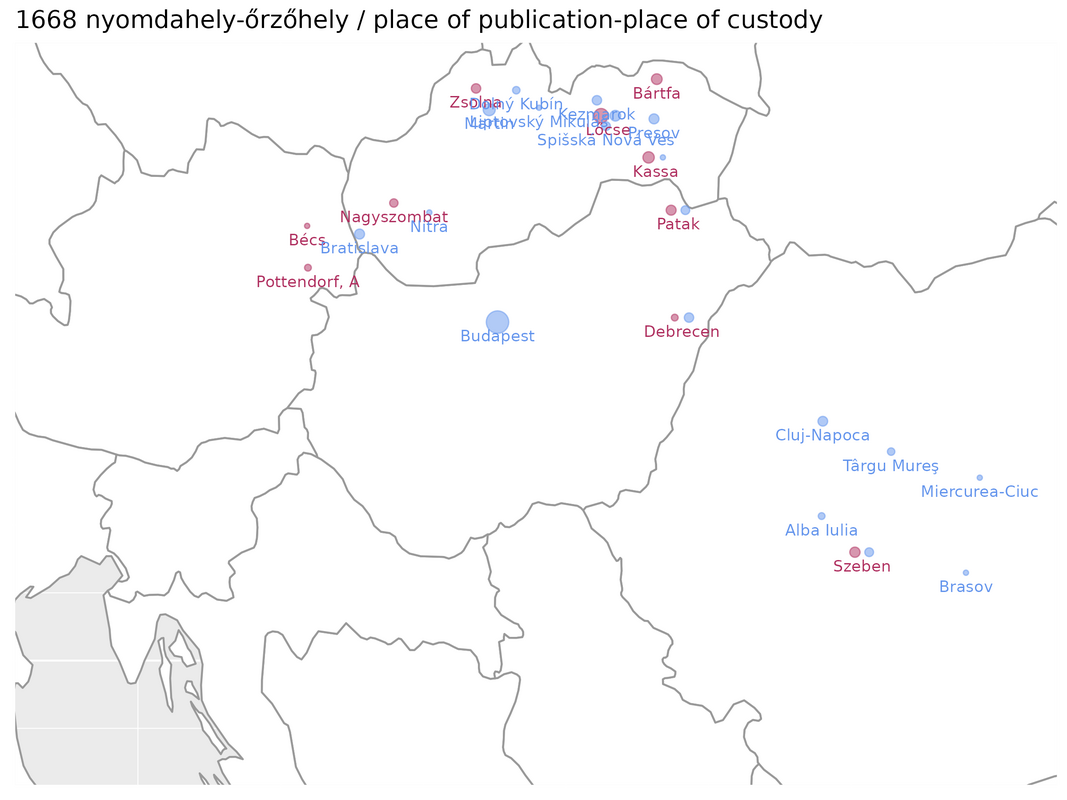 1668 nyomdahely-őrzőhely / place of publication-place of custody
Bártfa
Zsolna
Dolný Kubín
Kezmarok
Martin
Liptovský Mikuláš
Lőcse
Presov
Spišska Nová Ves
Kassa
Nagyszombat
Patak
Nitra
Bécs
Bratislava
Pottendorf, A
Debrecen
Budapest
Cluj-Napoca
Târgu Mureş
Miercurea-Ciuc
Alba Iulia
Szeben
Brasov